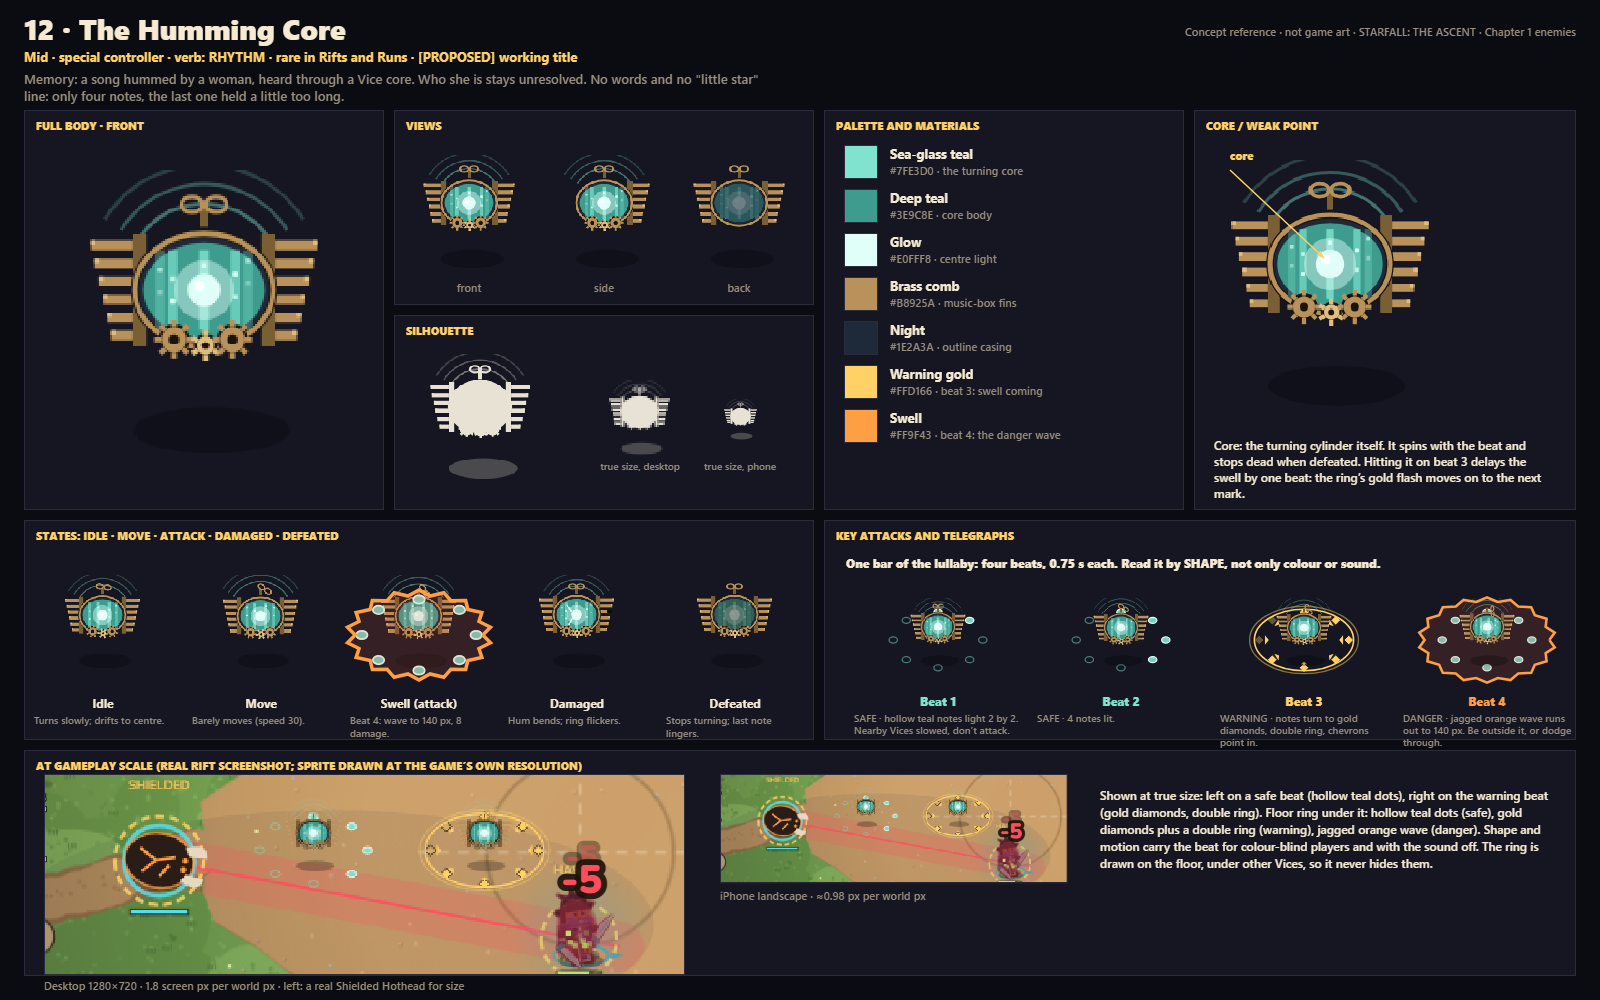 12 · The Humming Core
Concept reference · not game art · STARFALL: THE ASCENT · Chapter 1 enemies
Mid · special controller · verb: RHYTHM · rare in Rifts and Runs · [PROPOSED] working title
Memory: a song hummed by a woman, heard through a Vice core. Who she is stays unresolved. No words and no "little star"
line: only four notes, the last one held a little too long.
FULL BODY · FRONT
VIEWS
front
side
back
SILHOUETTE
true size, desktop
true size, phone
PALETTE AND MATERIALS
Sea-glass teal
#7FE3D0 · the turning core
Deep teal
#3E9C8E · core body
Glow
#E0FFF8 · centre light
Brass comb
#B8925A · music-box fins
Night
#1E2A3A · outline casing
Warning gold
#FFD166 · beat 3: swell coming
Swell
#FF9F43 · beat 4: the danger wave
CORE / WEAK POINT
core
Core: the turning cylinder itself. It spins with the beat and
stops dead when defeated. Hitting it on beat 3 delays the
swell by one beat: the ring's gold flash moves on to the next
mark.
STATES: IDLE · MOVE · ATTACK · DAMAGED · DEFEATED
Idle
Turns slowly; drifts to centre.
Move
Barely moves (speed 30).
Swell (attack)
Beat 4: wave to 140 px, 8
damage.
Damaged
Hum bends; ring flickers.
Defeated
Stops turning; last note
lingers.
KEY ATTACKS AND TELEGRAPHS
One bar of the lullaby: four beats, 0.75 s each. Read it by SHAPE, not only colour or sound.
Beat 1
SAFE · hollow teal notes light 2 by 2.
Nearby Vices slowed, don't attack.
Beat 2
SAFE · 4 notes lit.
Beat 3
WARNING · notes turn to gold
diamonds, double ring, chevrons
point in.
Beat 4
DANGER · jagged orange wave runs
out to 140 px. Be outside it, or dodge
through.
AT GAMEPLAY SCALE (REAL RIFT SCREENSHOT; SPRITE DRAWN AT THE GAME'S OWN RESOLUTION)
SHIELDED
-5
Desktop 1280×720 · 1.8 screen px per world px · left: a real Shielded Hothead for size
SHIELDED
-5
iPhone landscape · ≈0.98 px per world px
Shown at true size: left on a safe beat (hollow teal dots), right on the warning beat
(gold diamonds, double ring). Floor ring under it: hollow teal dots (safe), gold
diamonds plus a double ring (warning), jagged orange wave (danger). Shape and
motion carry the beat for colour-blind players and with the sound off. The ring is
drawn on the floor, under other Vices, so it never hides them.